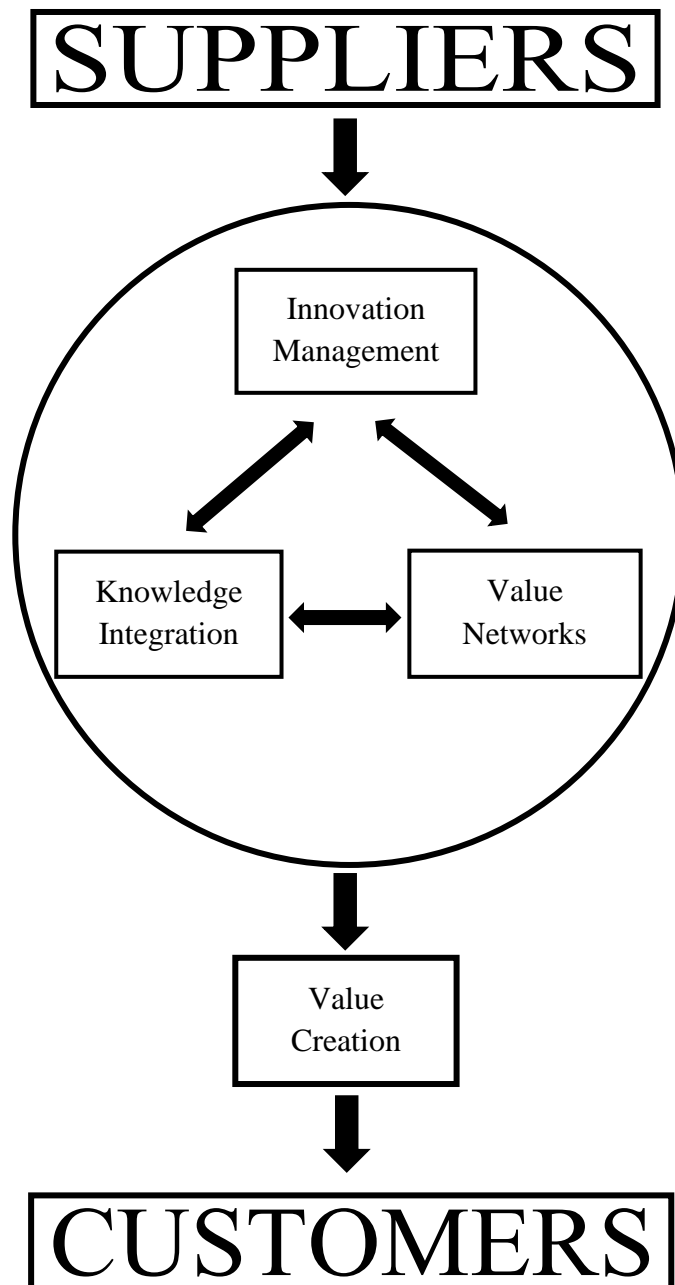 SUPPLIERS
Innovation
Management
Knowledge
Integration
Value
Networks
Value
Creation
CUSTOMERS